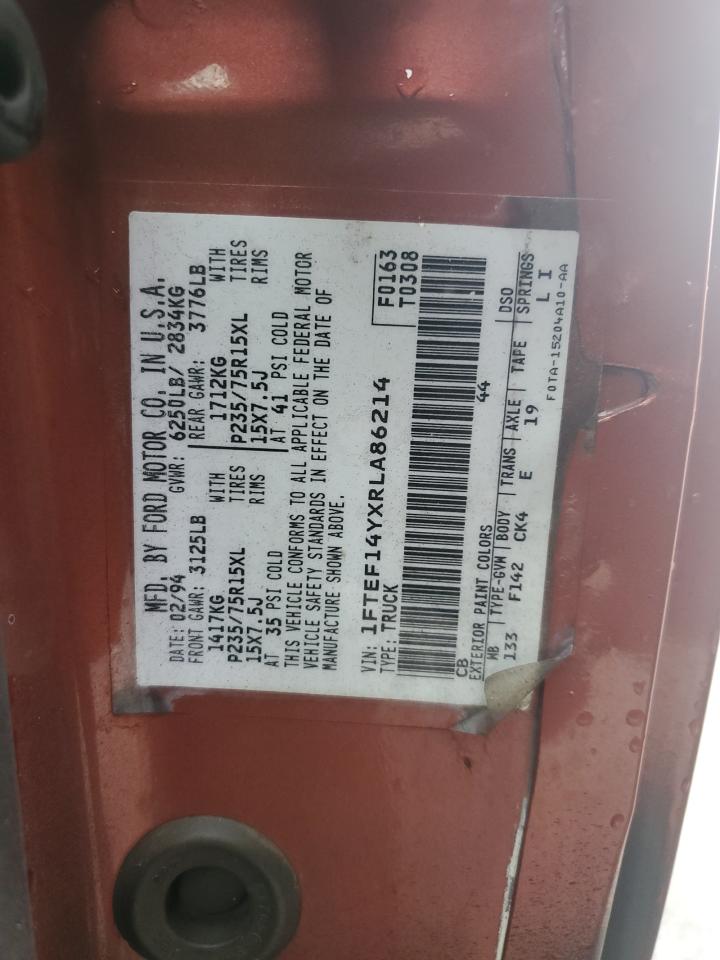 MFD. BY FORD MOTOR CO. IN U.S.A.
DATE: 02/94 GVWR: 6250LB/ 2834KG
FRONT GAWR: 3125LB REAR GAWR: 3776LB
1417KG WITH 1712KG WITH
P235/75R15XL TIRES P235/75R15XL TIRES
15X7.5J RIMS 15X7.5J RIMS
AT 35 PSI COLD AT 41 PSI COLD
THIS VEHICLE CONFORMS TO ALL APPLICABLE FEDERAL MOTOR
VEHICLE SAFETY STANDARDS IN EFFECT ON THE DATE OF
MANUFACTURE SHOWN ABOVE.
VIN: 1FTEF14YXRLA86214 F0163
TYPE: TRUCK T0308
CB 44
EXTERIOR PAINT COLORS DSO
WB TYPE-GVW BODY TRANS AXLE TAPE SPRINGS
133 F142 CK4 E 19 L I
F0TA-15204A10-AA